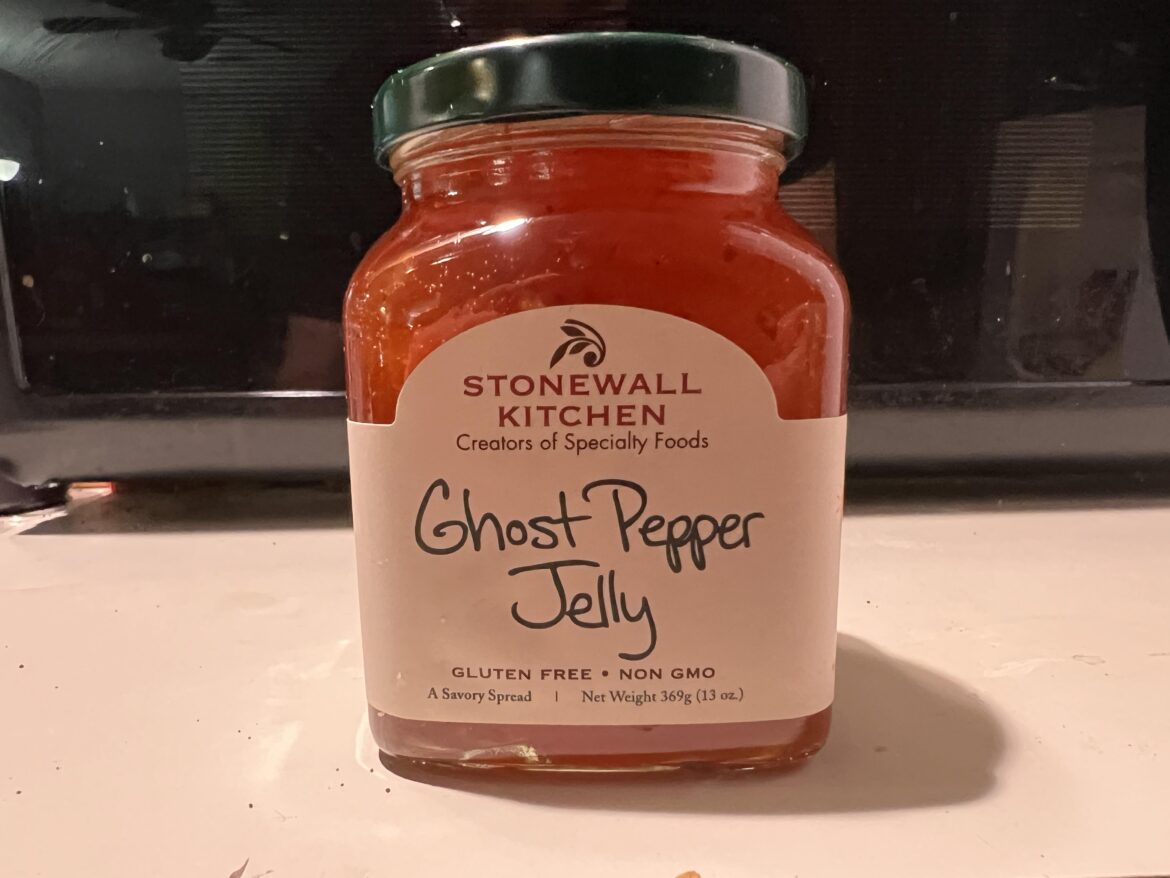 STONEWALL
KITCHEN
Creators of Specialty Foods
Ghost Pepper
Jelly
GLUTEN FREE • NON GMO
A Savory Spread | Net Weight 369g (13 oz.)